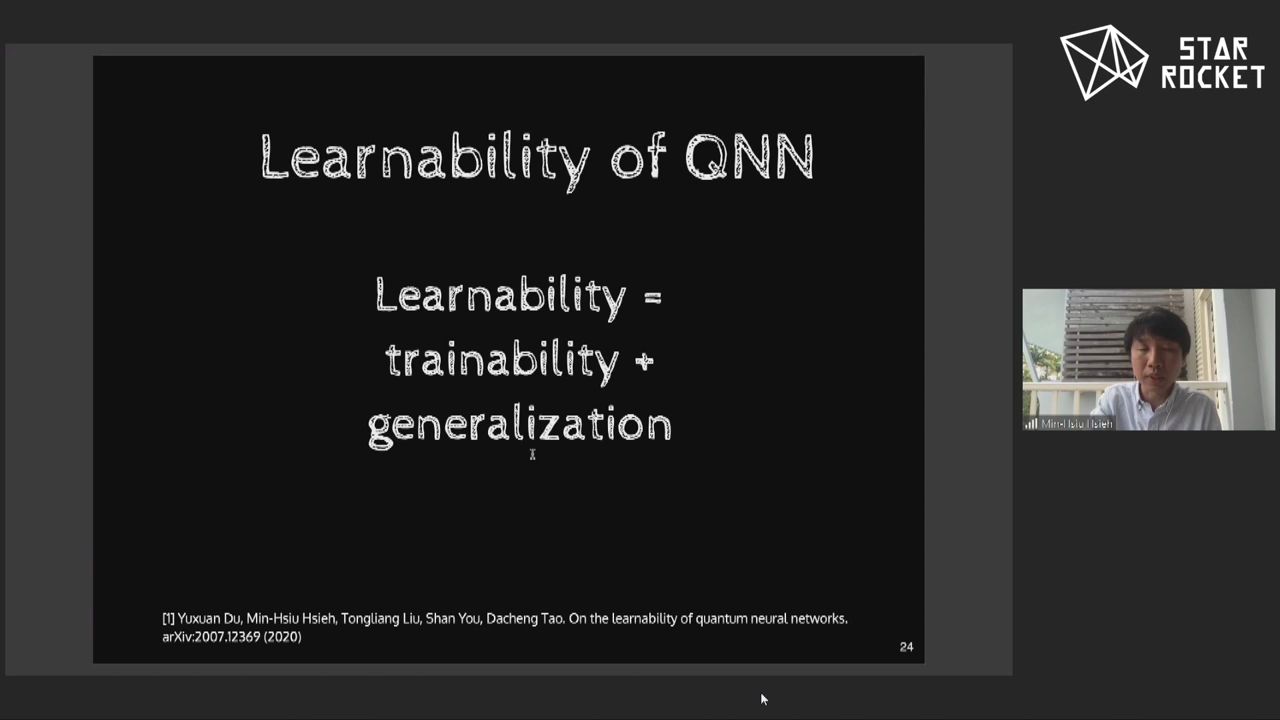 STAR
ROCKET
Learnability of QNN
Learnability =
trainability +
generalization
[1] Yuxuan Du, Min-Hsiu Hsieh, Tongliang Liu, Shan You, Dacheng Tao. On the learnability of quantum neural networks.
arXiv:2007.12369 (2020)
24
Min-Hsiu Hsieh